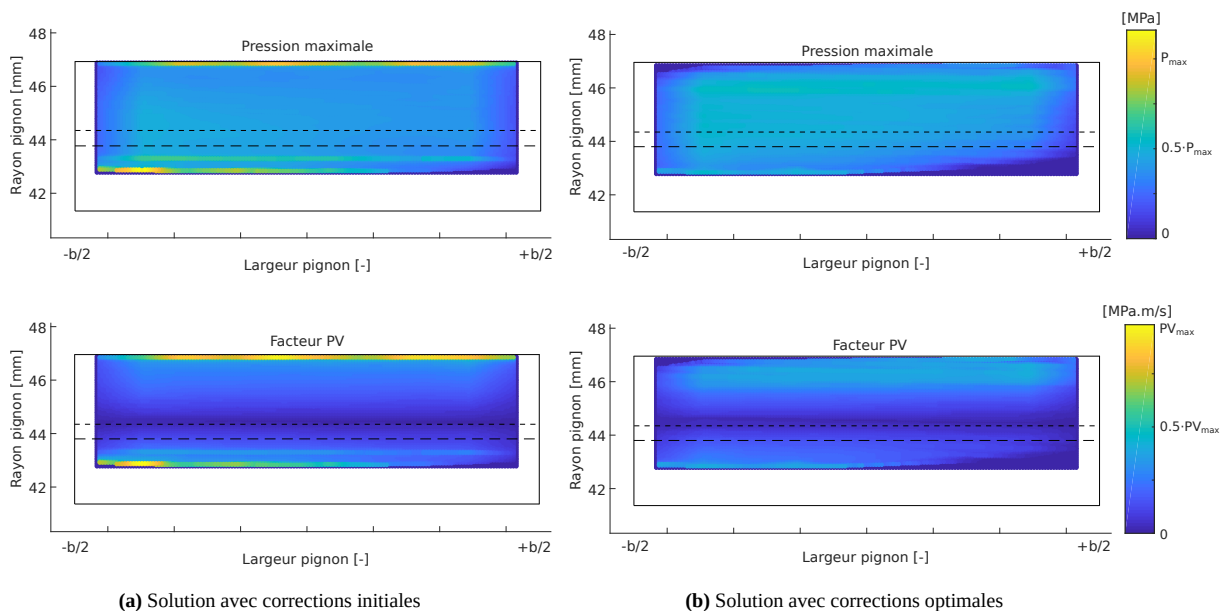 [MPa]
Pression maximale
Pression maximale
48
46
44
42
Rayon pignon [mm]
-b/2
+b/2
Largeur pignon [-]
48
46
44
42
Rayon pignon [mm]
-b/2
+b/2
Largeur pignon [-]
Pmax
0.5·Pmax
0
[MPa.m/s]
Facteur PV
Facteur PV
48
46
44
42
Rayon pignon [mm]
-b/2
+b/2
Largeur pignon [-]
48
46
44
42
Rayon pignon [mm]
-b/2
+b/2
Largeur pignon [-]
PVmax
0.5·PVmax
0
(a) Solution avec corrections initiales
(b) Solution avec corrections optimales